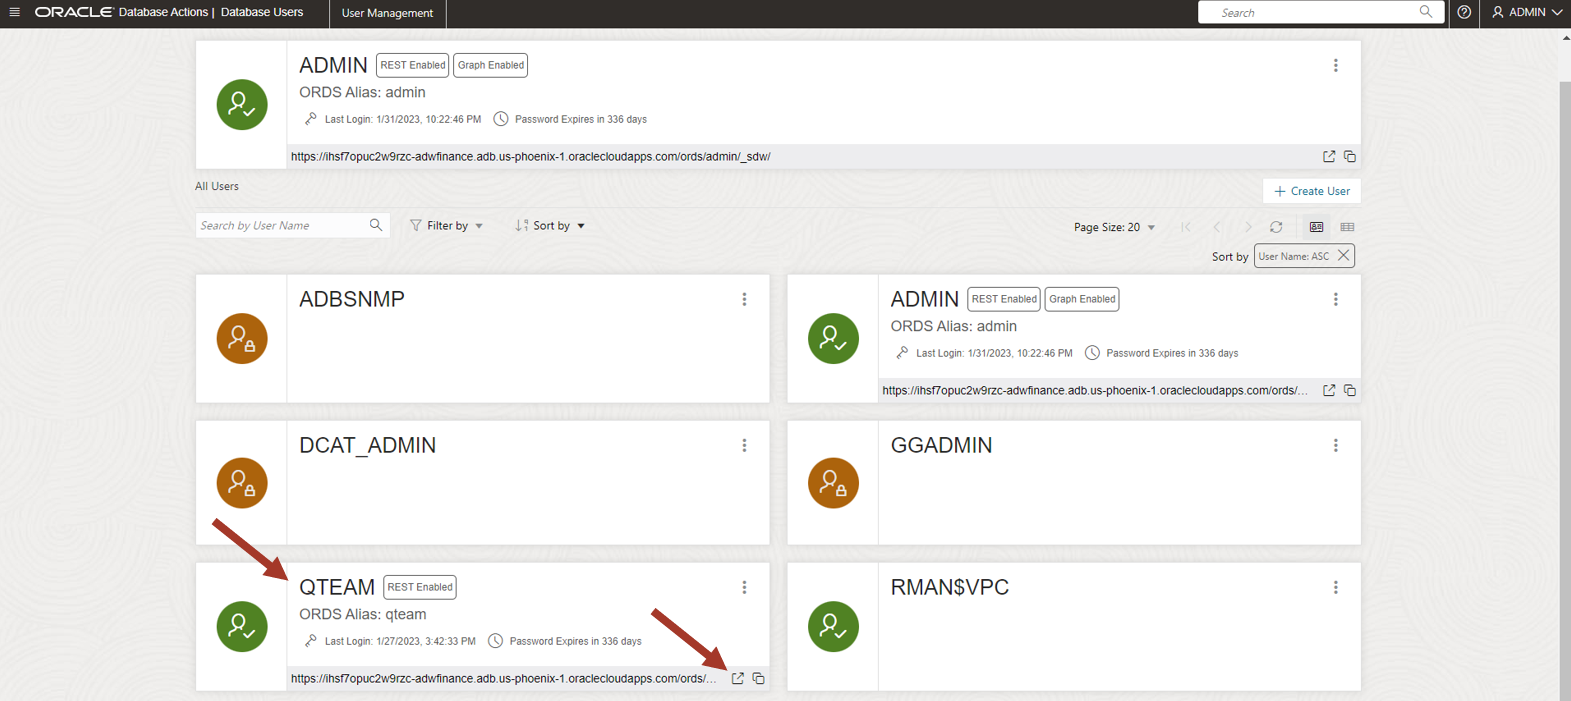 ORACLE Database Actions | Database Users
User Management
Search
ADMIN
ADMIN REST Enabled Graph Enabled
ORDS Alias: admin
Last Login: 1/31/2023, 10:22:46 PM Password Expires in 336 days
https://ihsf7opuc2w9rzc-adwfinance.adb.us-phoenix-1.oraclecloudapps.com/ords/admin/_sdw/
All Users
Create User
Search by User Name
Filter by
Sort by
Page Size: 20
Sort by User Name: ASC
ADBSNMP
ADMIN REST Enabled Graph Enabled
ORDS Alias: admin
Last Login: 1/31/2023, 10:22:46 PM Password Expires in 336 days
https://ihsf7opuc2w9rzc-adwfinance.adb.us-phoenix-1.oraclecloudapps.com/ords/...
DCAT_ADMIN
GGADMIN
QTEAM REST Enabled
ORDS Alias: qteam
Last Login: 1/27/2023, 3:42:33 PM Password Expires in 336 days
https://ihsf7opuc2w9rzc-adwfinance.adb.us-phoenix-1.oraclecloudapps.com/ords/...
RMAN$VPC